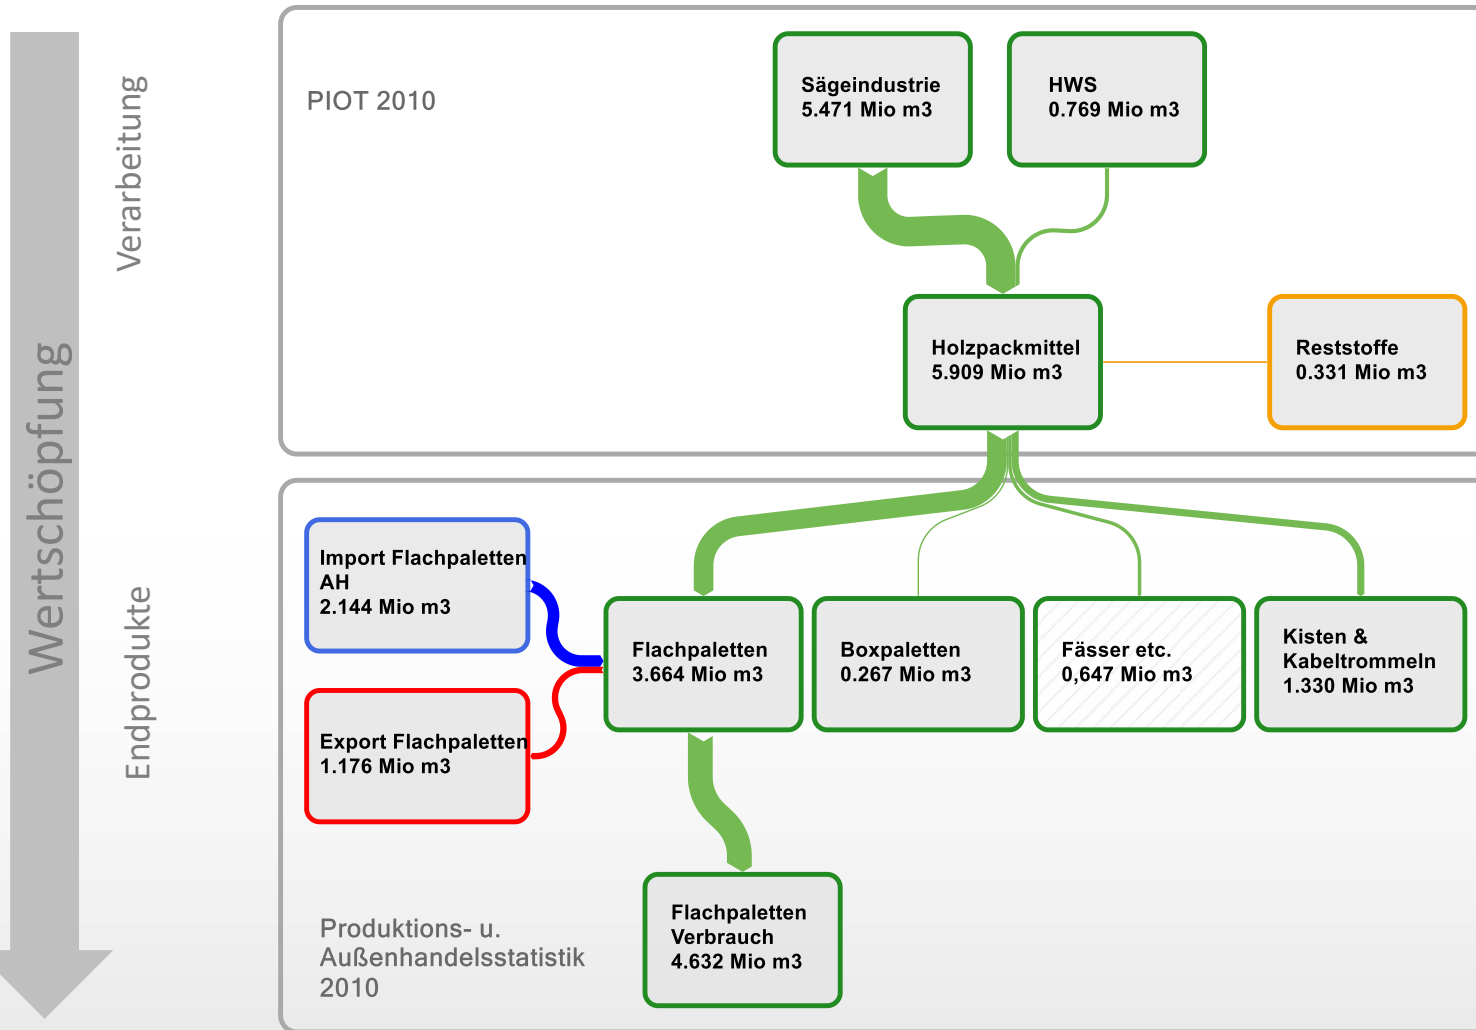 Wertschöpfung
Verarbeitung
Endprodukte
PIOT 2010
Sägeindustrie
5.471 Mio m3
HWS
0.769 Mio m3
Holzpackmittel
5.909 Mio m3
Reststoffe
0.331 Mio m3
Import Flachpaletten
AH
2.144 Mio m3
Export Flachpaletten
1.176 Mio m3
Flachpaletten
3.664 Mio m3
Boxpaletten
0.267 Mio m3
Fässer etc.
0,647 Mio m3
Kisten &
Kabeltrommeln
1.330 Mio m3
Flachpaletten
Verbrauch
4.632 Mio m3
Produktions- u.
Außenhandelsstatistik
2010